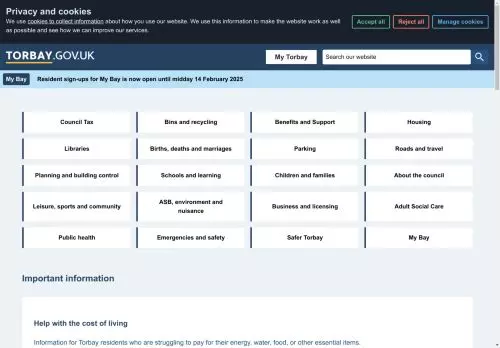 Privacy and cookies
We use cookies to collect information about how you use our website. We use this information to make the website work as
well as possible and see how we can improve our services.
Accept all
Reject all
Manage cookies
TORBAY.GOV.UK
My Torbay
Search our website
My Bay
Resident sign-ups for My Bay is now open until midday 14 February 2025
Council Tax
Bins and recycling
Benefits and Support
Housing
Libraries
Births, deaths and marriages
Parking
Roads and travel
Planning and building control
Schools and learning
Children and families
About the council
Leisure, sports and community
ASB, environment and
nuisance
Business and licensing
Adult Social Care
Public health
Emergencies and safety
Safer Torbay
My Bay
Important information
Help with the cost of living
Information for Torbay residents who are struggling to pay for their energy, water, food, or other essential items.